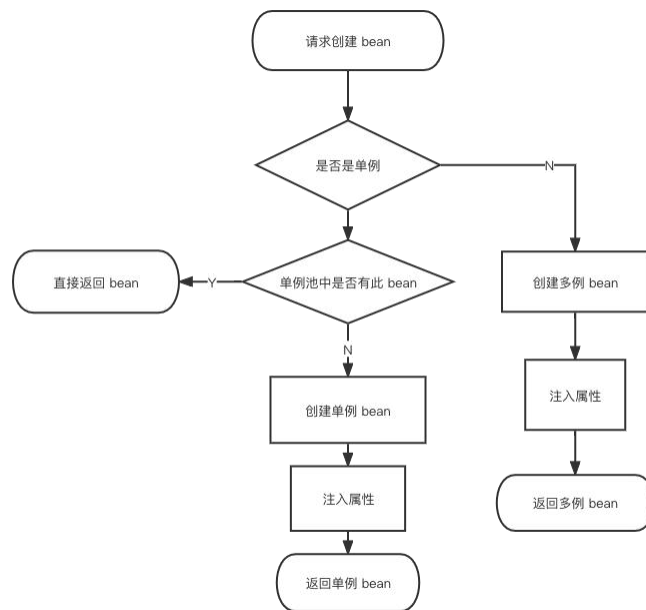 请求创建 bean
是否是单例
N
直接返回 bean
Y
单例池中是否有此 bean
创建多例 bean
N
创建单例 bean
注入属性
注入属性
返回多例 bean
返回单例 bean